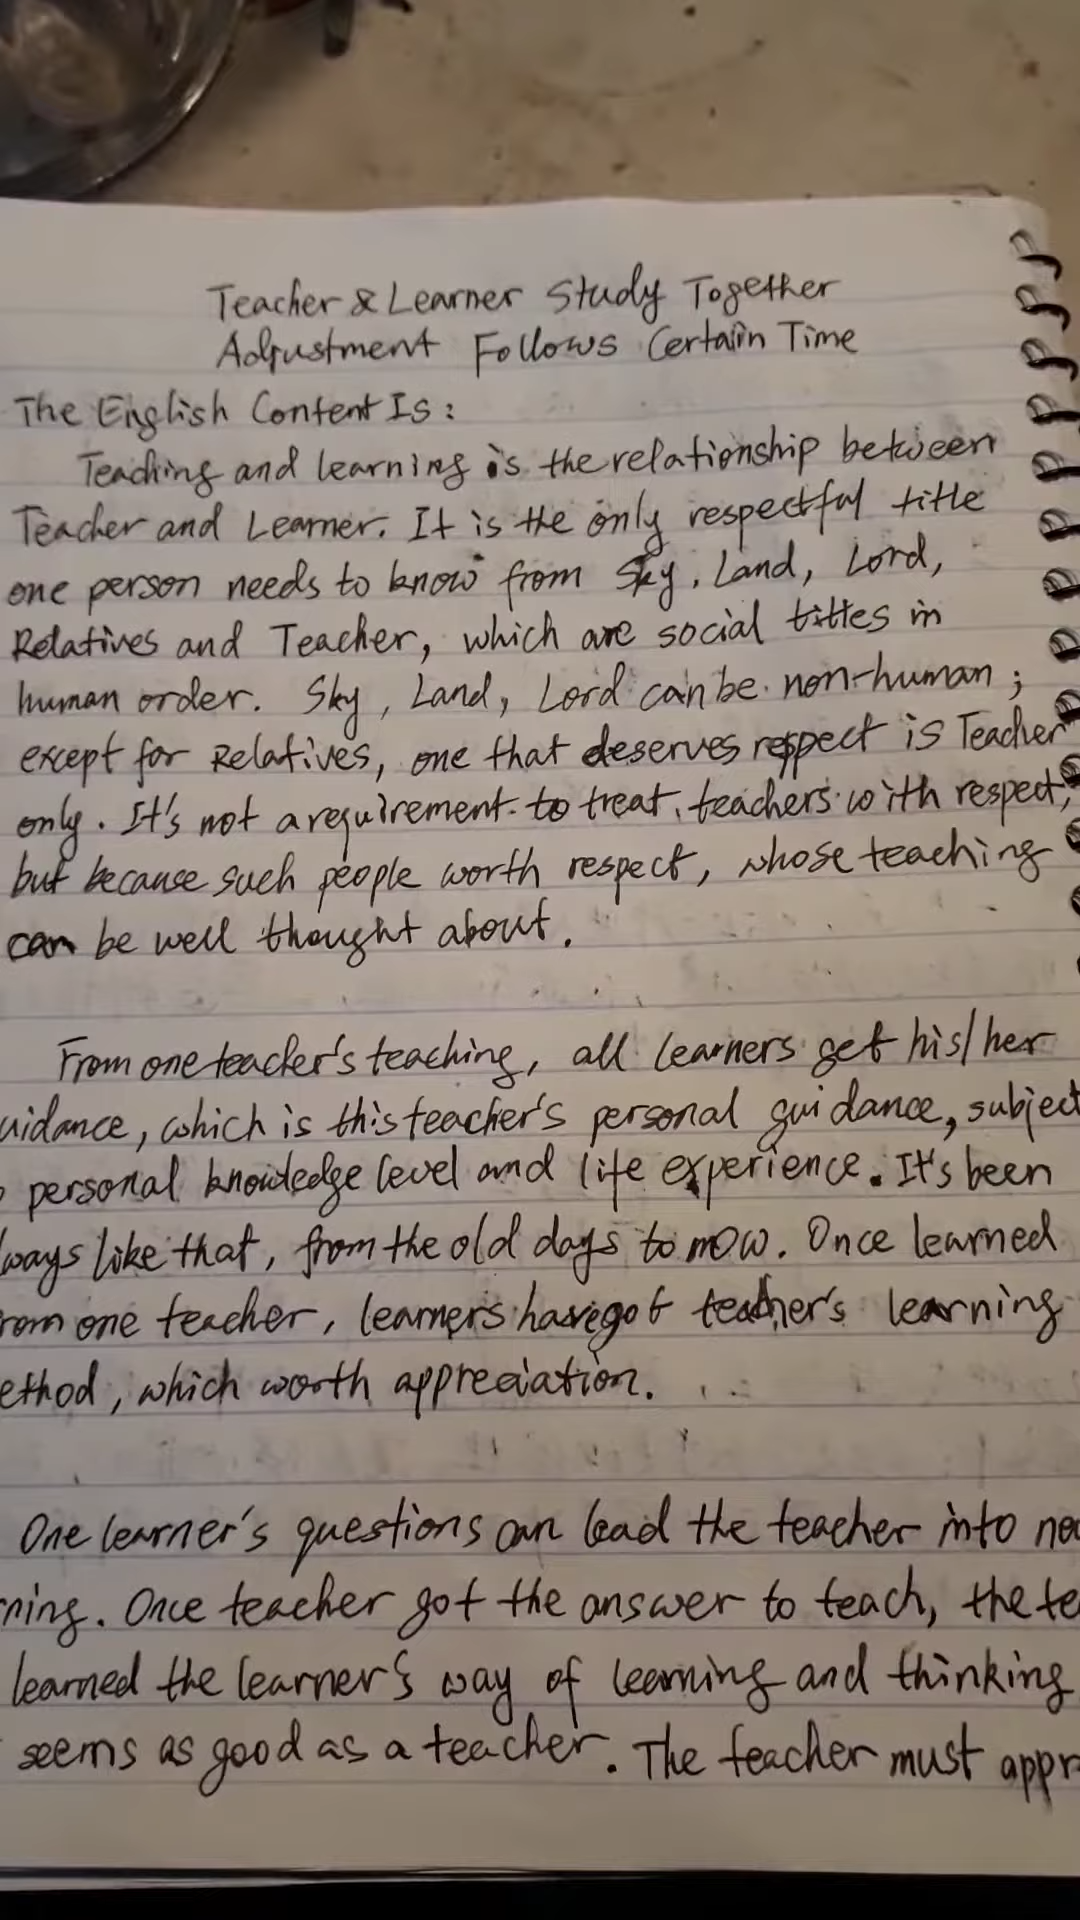 Teacher & Learner Study Together
Adjustment Follows Certain Time
The English Content Is:
Teaching and learning is the relationship between
Teacher and Learner. It is the only respectful title
one person needs to know from Sky, Land, Lord,
Relatives and Teacher, which are social titles in
human order. Sky, Land, Lord can be non-human;
except for Relatives, one that deserves respect is Teacher
only. It's not a requirement to treat teachers with respect,
but because such people worth respect, whose teaching
can be well thought about.
From one teacher's teaching, all learners get his/her
uidance, which is this teacher's personal guidance, subject
personal knowledge level and life experience. It's been
ways like that, from the old days to now. Once learned
rom one teacher, learners have got teacher's learning
ethod, which worth appreciation.
One learner's questions can lead the teacher into ne
ning. Once teacher got the answer to teach, the te
learned the learner's way of learning and thinking
seems as good as a teacher. The teacher must appr